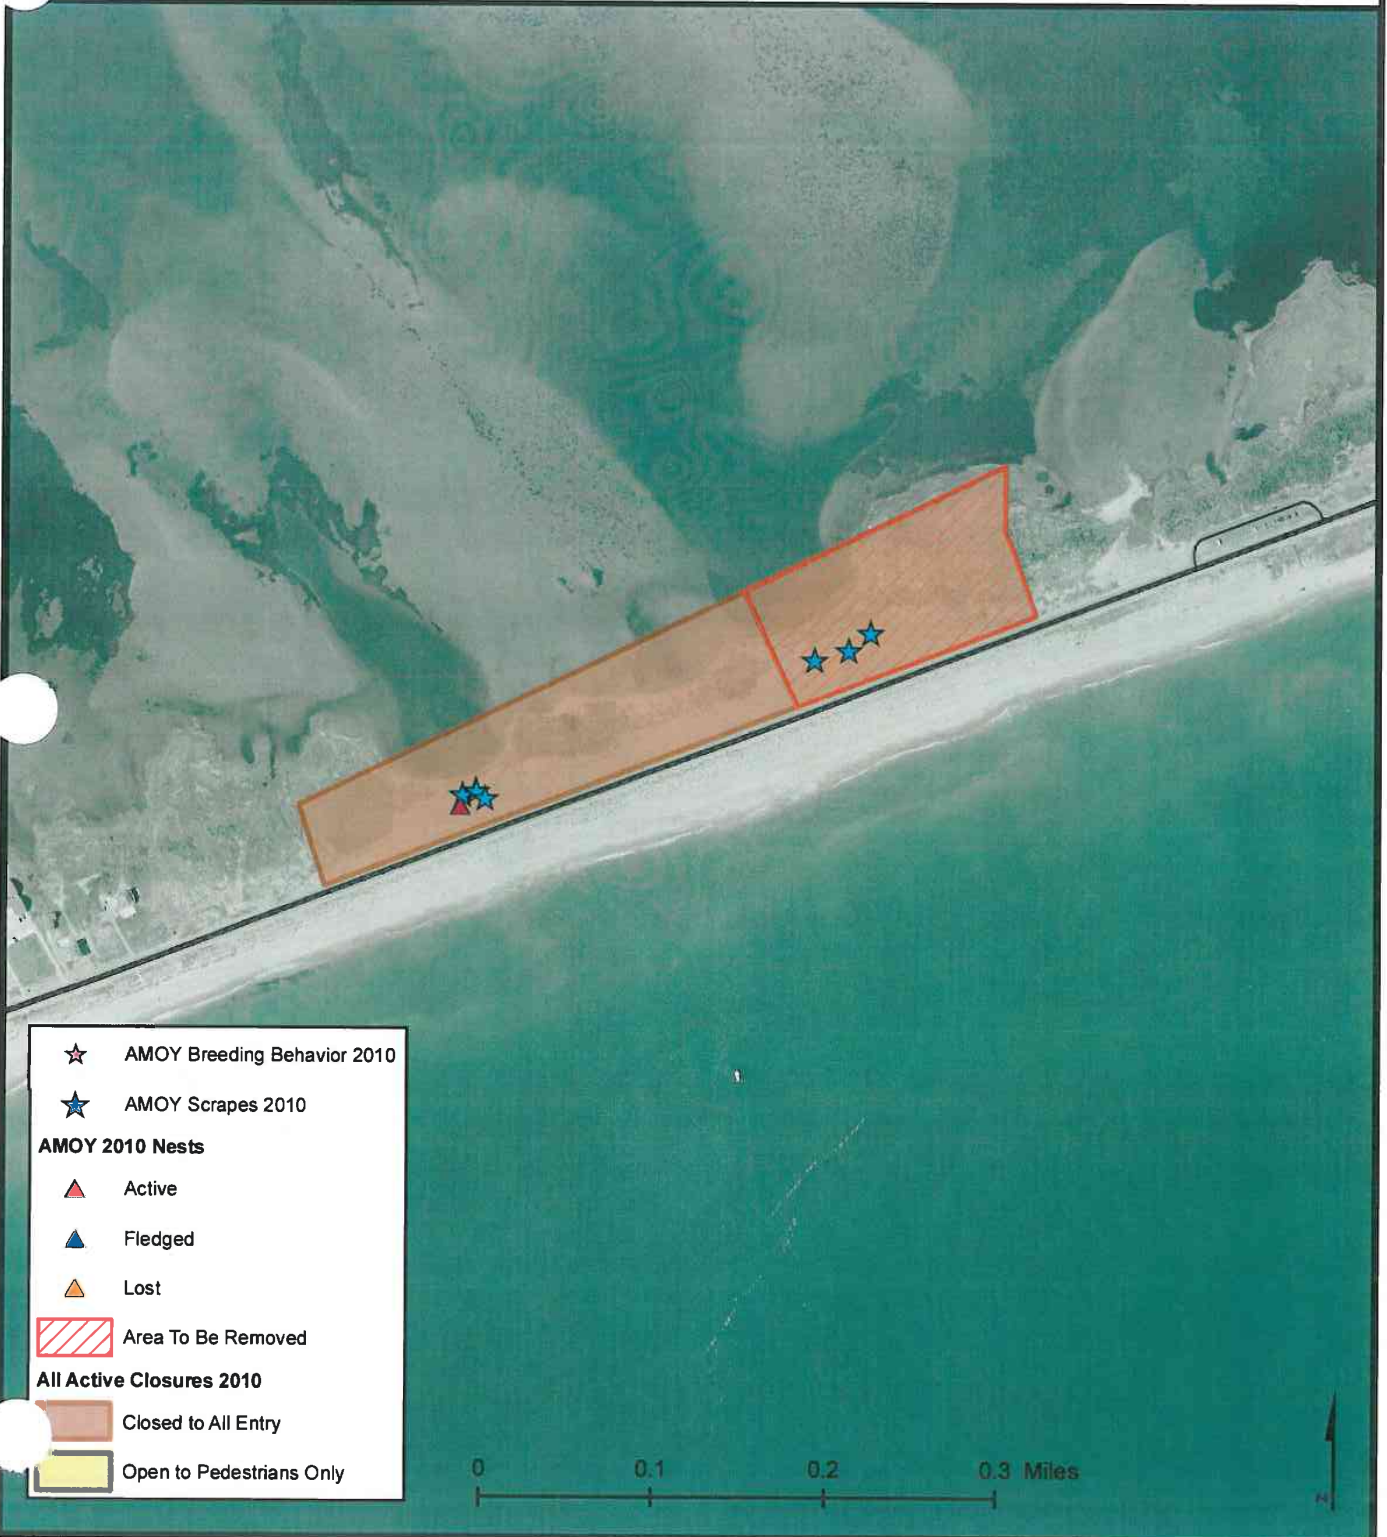 AMOY Breeding Behavior 2010
AMOY Scrapes 2010
AMOY 2010 Nests
Active
Fledged
Lost
Area To Be Removed
All Active Closures 2010
Closed to All Entry
Open to Pedestrians Only
0 0.1 0.2 0.3 Miles
N